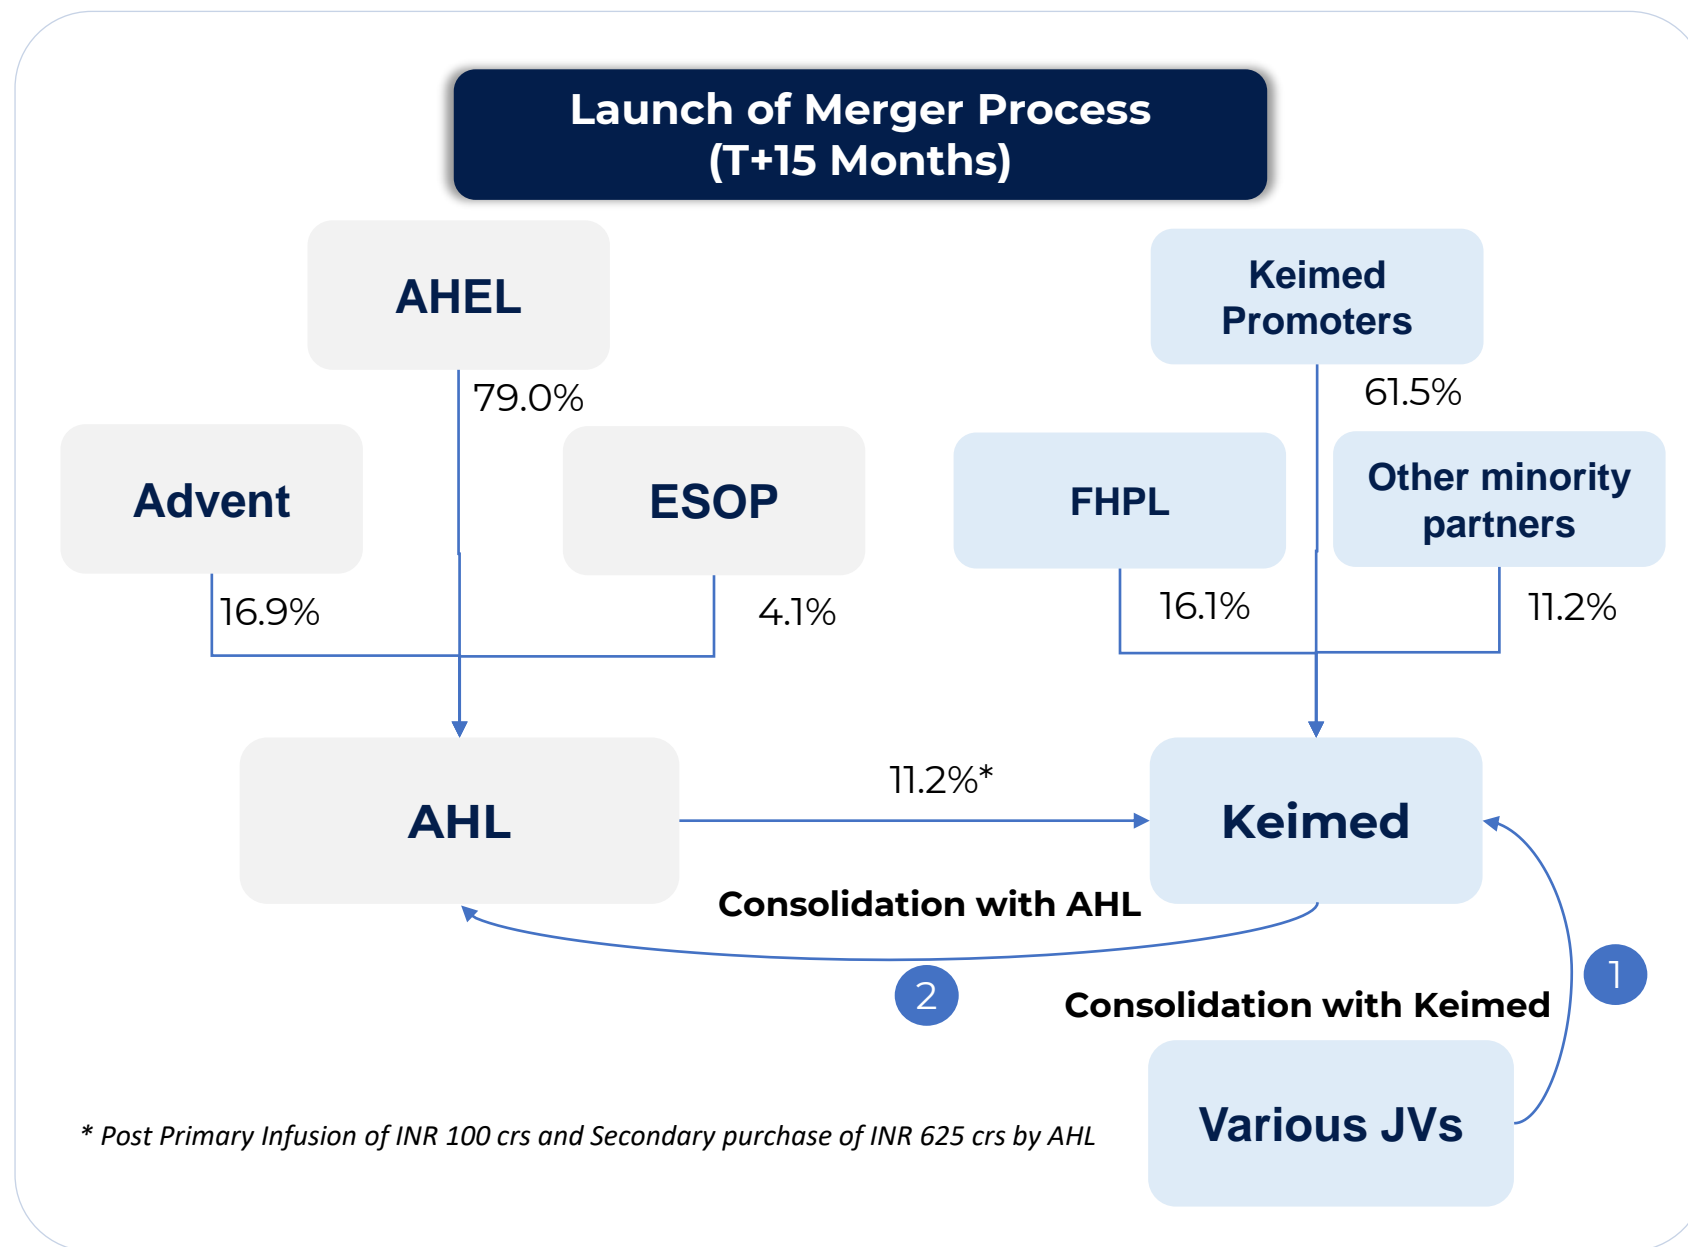 Launch of Merger Process
(T+15 Months)
AHEL
79.0%
Advent
16.9%
ESOP
4.1%
Keimed
Promoters
61.5%
FHPL
16.1%
Other minority
partners
11.2%
AHL
11.2%*
Keimed
Consolidation with AHL
2
1
Consolidation with Keimed
Various JVs
* Post Primary Infusion of INR 100 crs and Secondary purchase of INR 625 crs by AHL